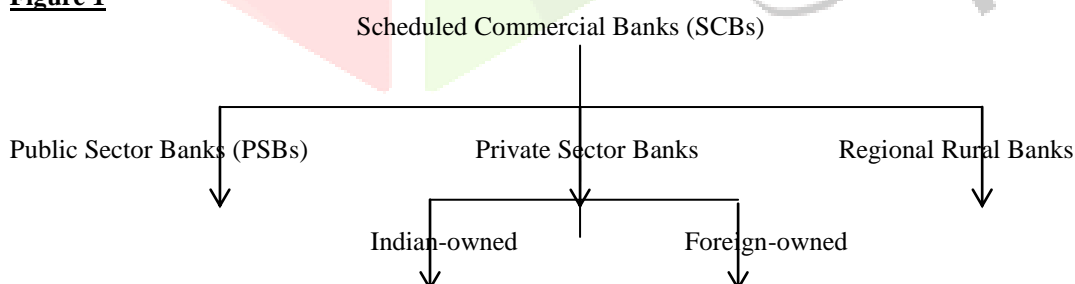 Figure 1
Scheduled Commercial Banks (SCBs)
Public Sector Banks (PSBs) Private Sector Banks Regional Rural Banks
Indian-owned Foreign-owned